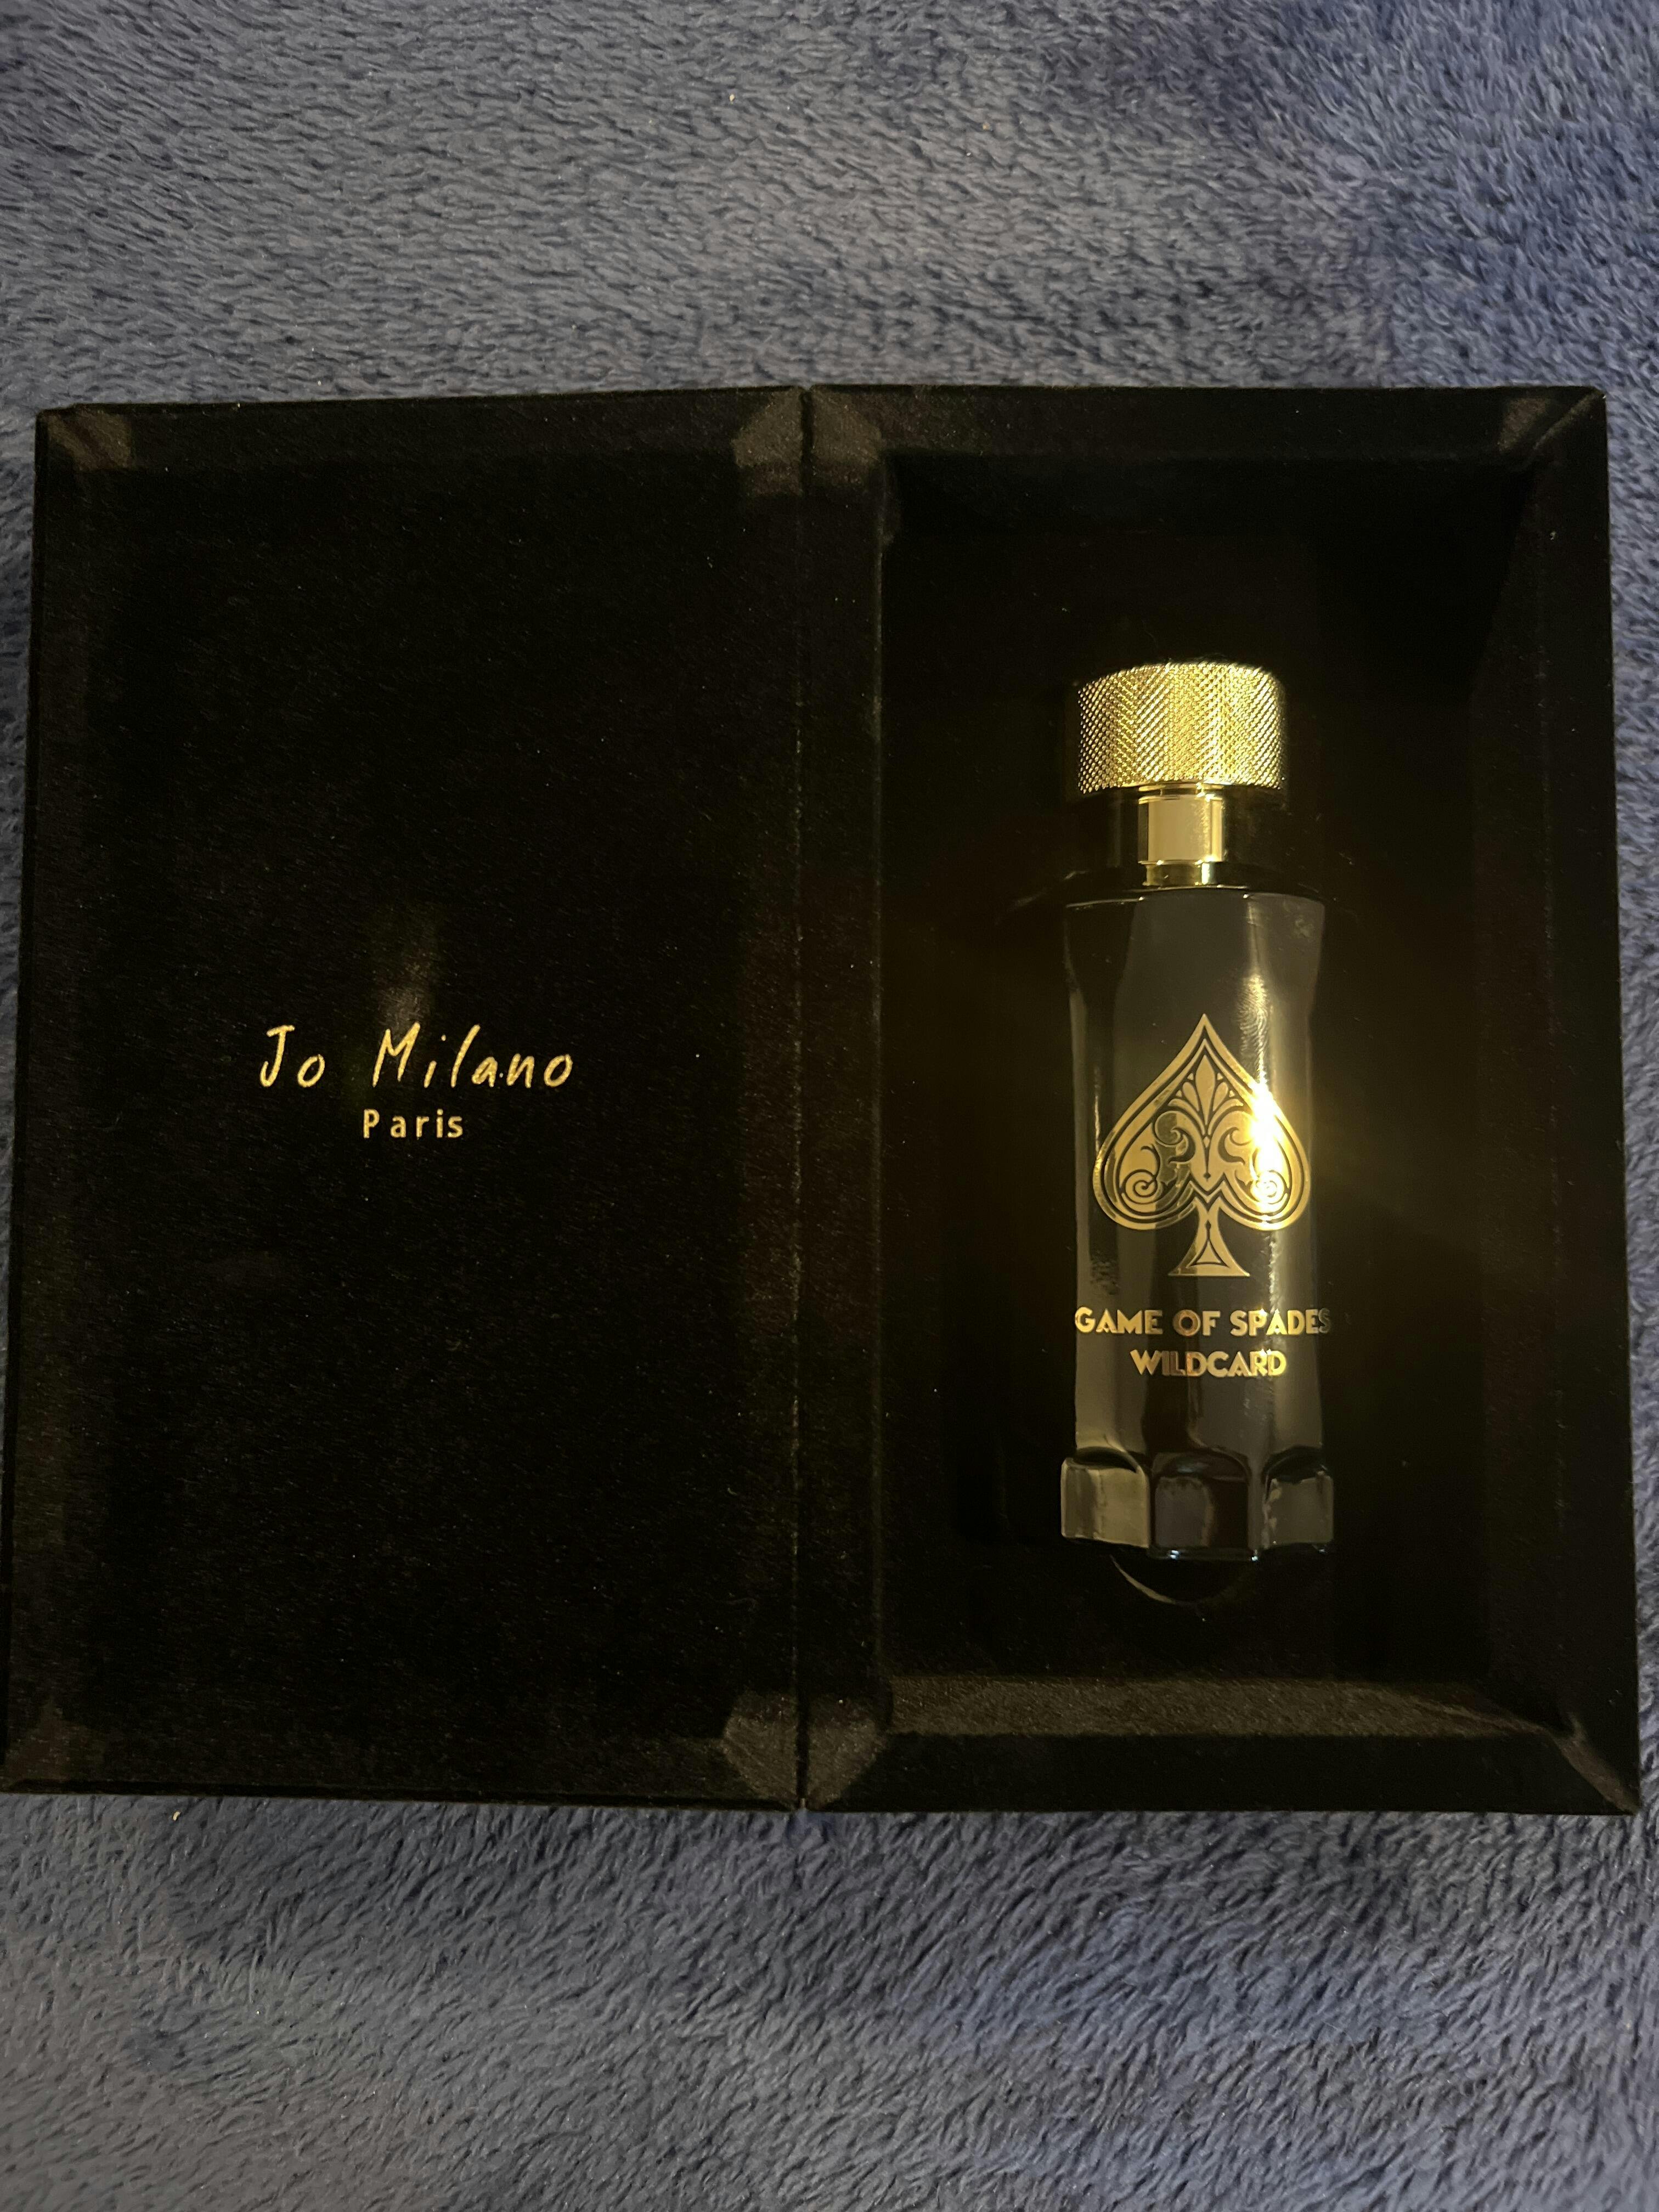 Jo Milano
Paris
GAME OF SPADES
WILDCARD